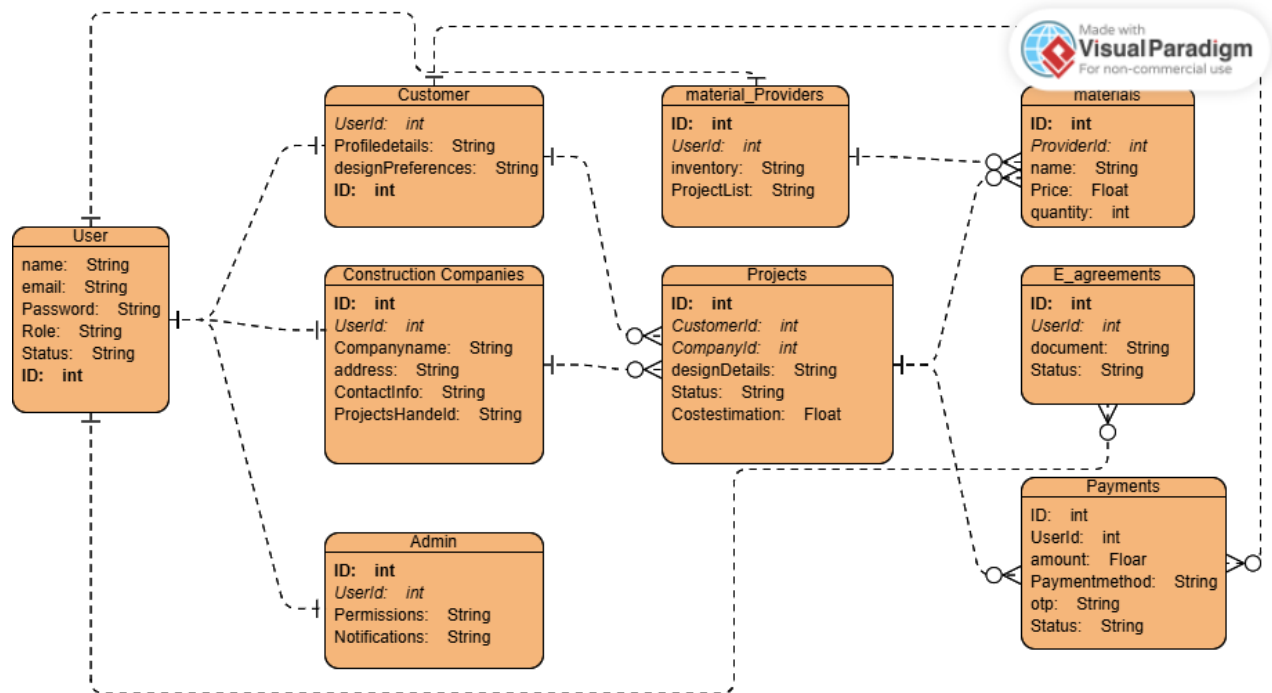 Made with
Visual Paradigm
For non-commercial use
Customer
UserId: int
Profiledetails: String
designPreferences: String
ID: int
material_Providers
ID: int
UserId: int
inventory: String
ProjectList: String
materials
ID: int
ProviderId: int
name: String
Price: Float
quantity: int
User
name: String
email: String
Password: String
Role: String
Status: String
ID: int
Construction Companies
ID: int
UserId: int
Companyname: String
address: String
ContactInfo: String
ProjectsHandeld: String
Projects
ID: int
CustomerId: int
CompanyId: int
designDetails: String
Status: String
Costestimation: Float
E_agreements
ID: int
UserId: int
document: String
Status: String
Admin
ID: int
UserId: int
Permissions: String
Notifications: String
Payments
ID: int
UserId: int
amount: Floar
Paymentmethod: String
otp: String
Status: String